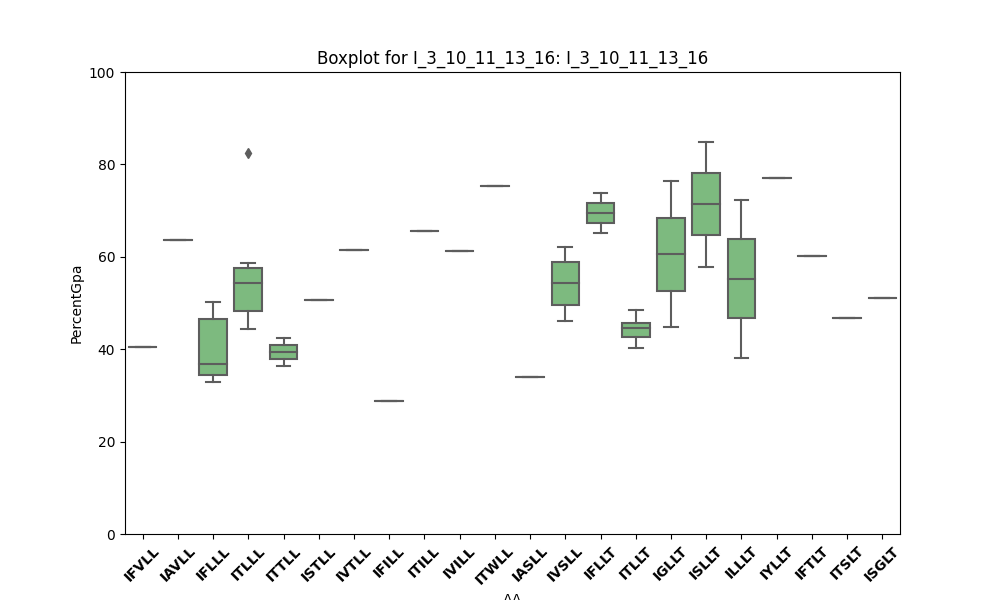 Boxplot for I_3_10_11_13_16: I_3_10_11_13_16
100
80
60
40
20
0
PercentGpa
IFVLL
IAVLL
IFLLL
ITLLL
ITTLL
ISTLL
IVTLL
IFILL
ITILL
IVILL
ITWLL
IASLL
IVSLL
IFLLT
ITLLT
IGLLT
ISLLT
ILLLT
IYLLT
IFTLT
ITSLT
ISGLT
AA